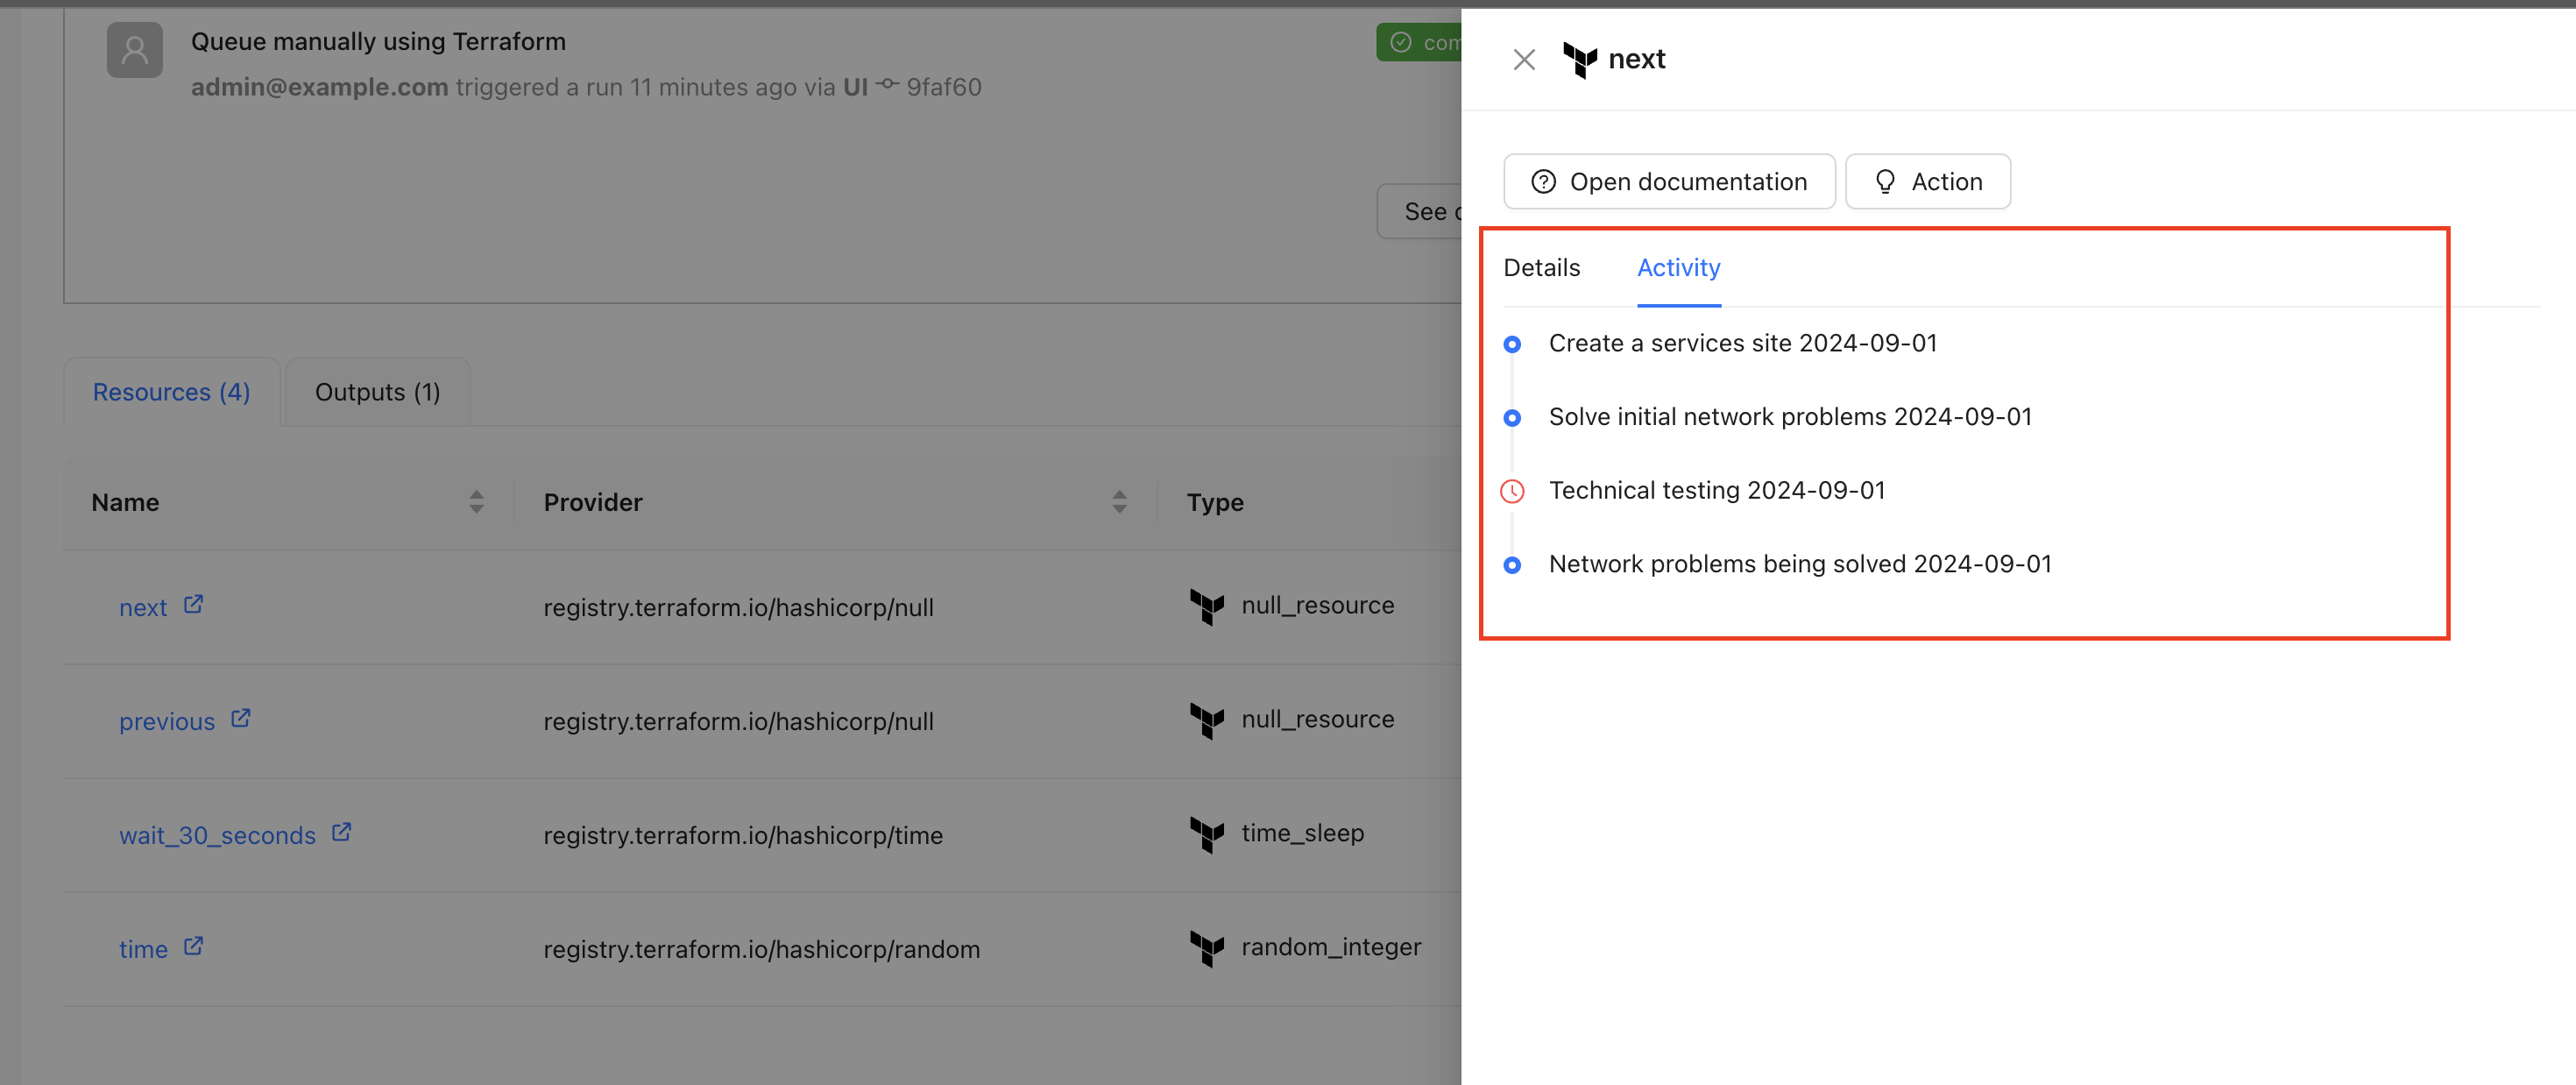 Queue manually using Terraform
admin@example.com triggered a run 11 minutes ago via UI 9faf60
Resources (4) Outputs (1)
Name Provider Type
next registry.terraform.io/hashicorp/null null_resource
previous registry.terraform.io/hashicorp/null null_resource
wait_30_seconds registry.terraform.io/hashicorp/time time_sleep
time registry.terraform.io/hashicorp/random random_integer
See
next
Open documentation Action
Details Activity
Create a services site 2024-09-01
Solve initial network problems 2024-09-01
Technical testing 2024-09-01
Network problems being solved 2024-09-01